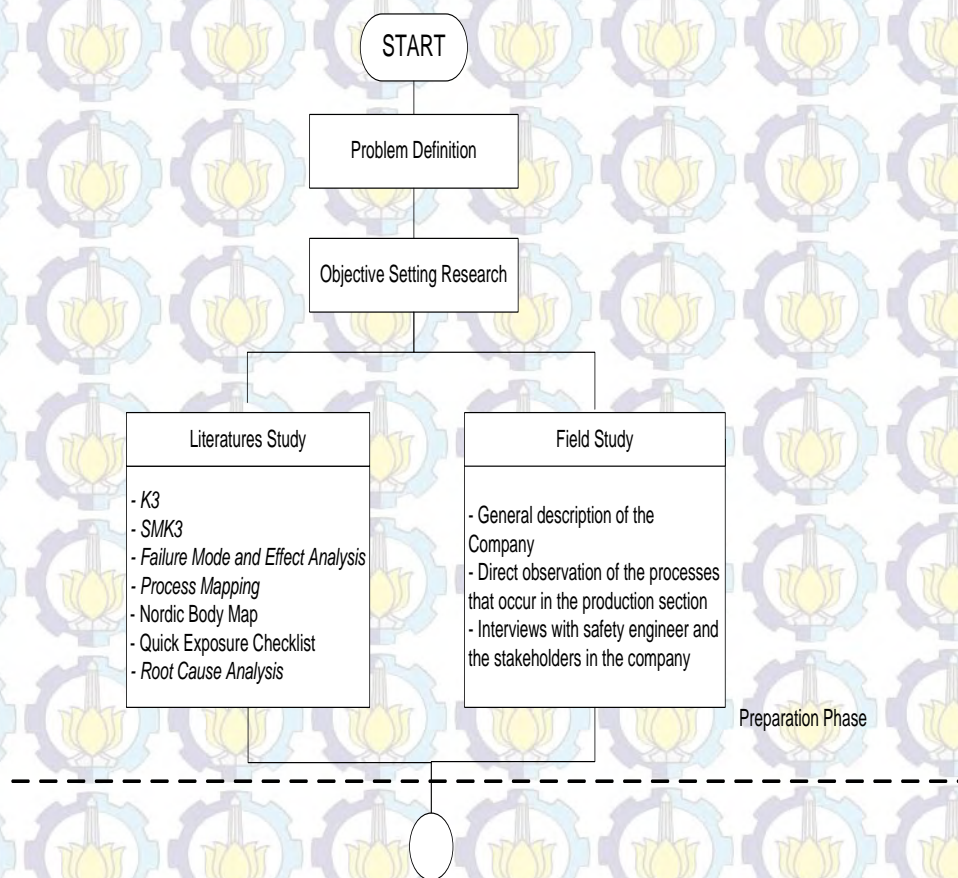 START
Problem Definition
Objective Setting Research
Literatures Study
- K3
- SMK3
- Failure Mode and Effect Analysis
- Process Mapping
- Nordic Body Map
- Quick Exposure Checklist
- Root Cause Analysis
Field Study
- General description of the
Company
- Direct observation of the processes
that occur in the production section
- Interviews with safety engineer and
the stakeholders in the company
Preparation Phase